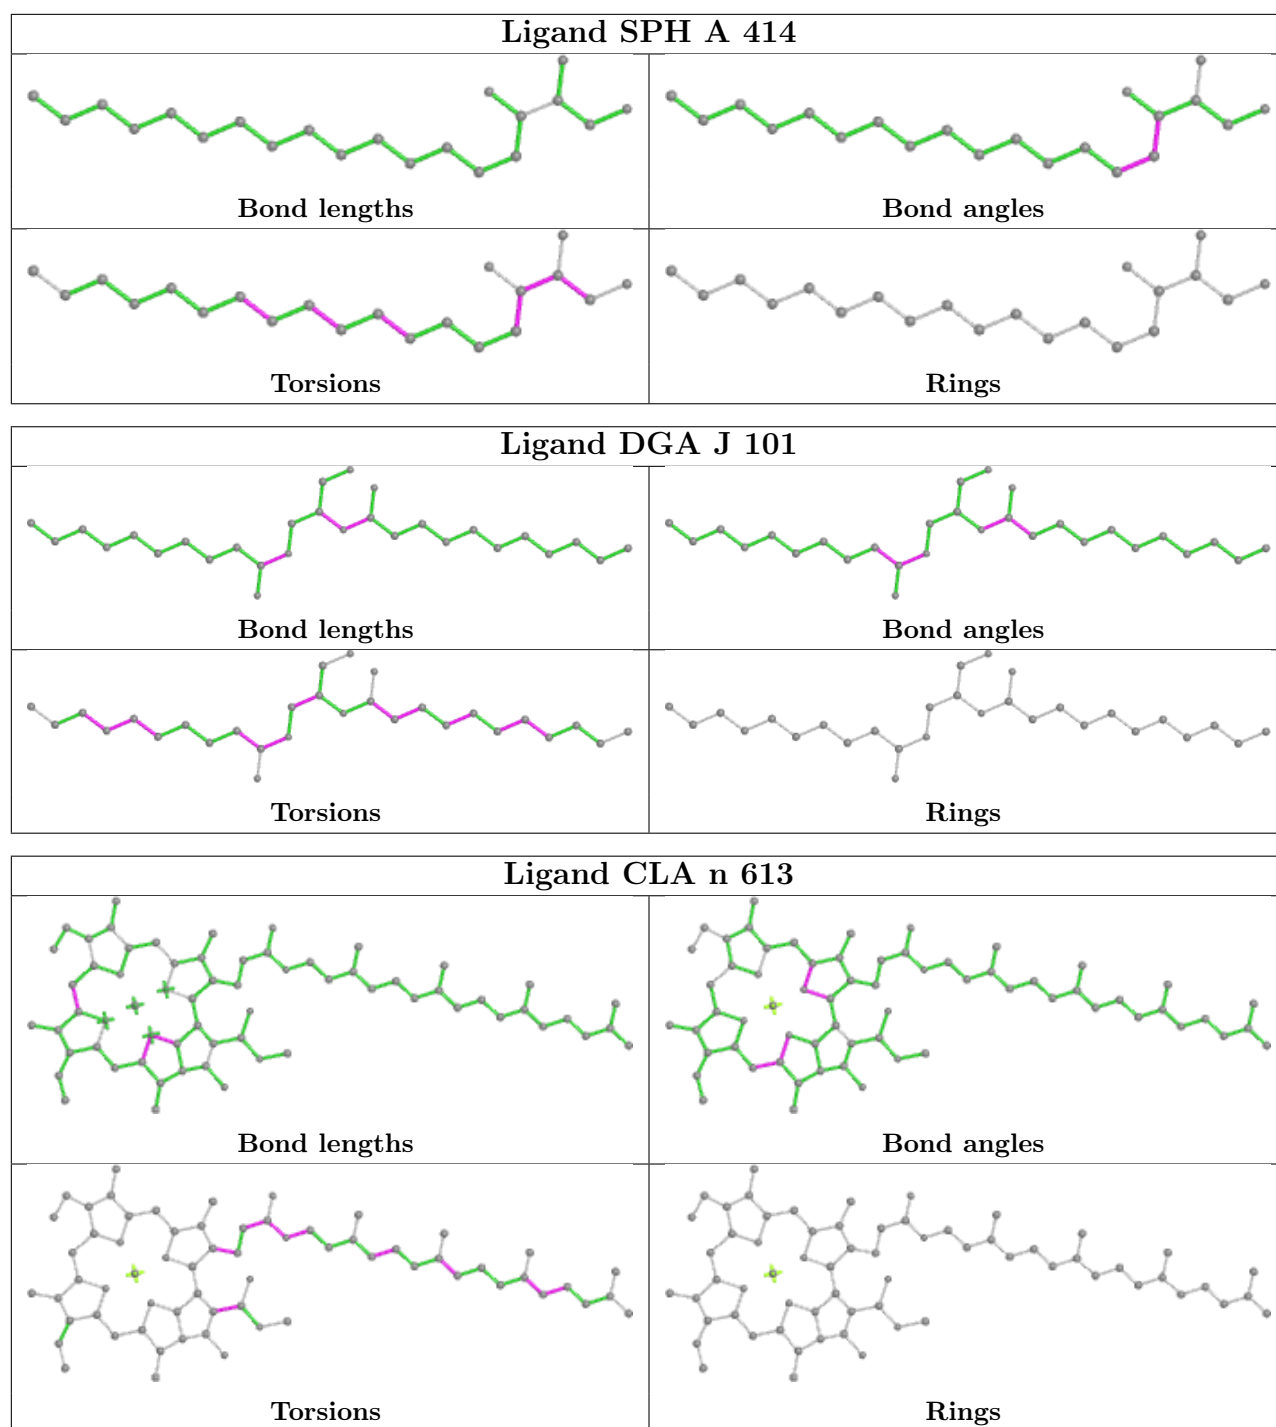 Ligand SPH A 414
Bond lengths
Bond angles
Torsions
Rings
Ligand DGA J 101
Bond lengths
Bond angles
Torsions
Rings
Ligand CLA n 613
Bond lengths
Bond angles
Torsions
Rings